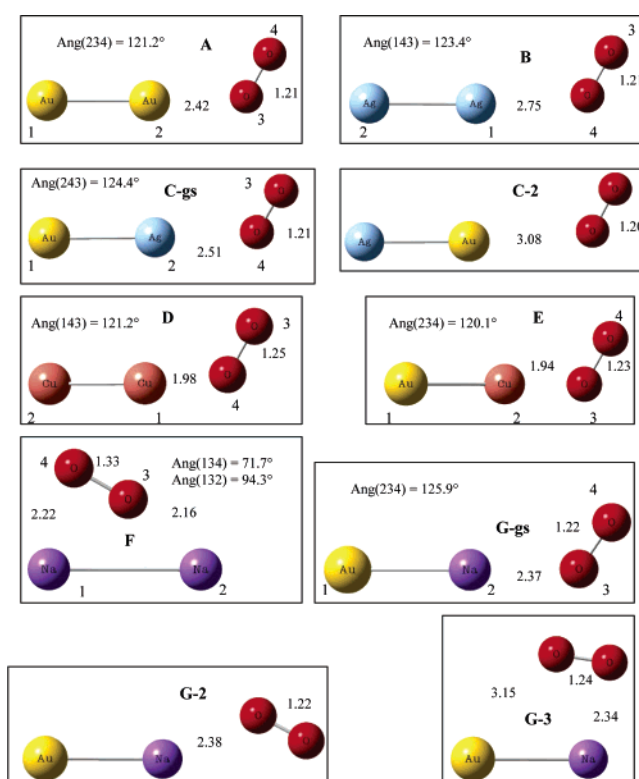 4
Ang(234) = 121.2°
A
Au
Au
2.42
O
O
1.21
1
2
3
3
Ang(143) = 123.4°
B
Ag
Ag
2.75
O
O
1.21
2
1
4
Ang(243) = 124.4°
C-gs
3
Au
Ag
2.51
O
O
1.21
1
2
4
C-2
Ag
Au
3.08
O
O
1.20
Ang(143) = 121.2°
D
3
Cu
Cu
1.98
O
O
1.25
2
1
4
Ang(234) = 120.1°
E
4
Au
Cu
1.94
O
O
1.23
1
2
3
4
1.33
3
Ang(134) = 71.7°
Ang(132) = 94.3°
O
O
2.22
2.16
F
Na
Na
1
2
Ang(234) = 125.9°
G-gs
4
1.22
Au
Na
2.37
O
O
1
2
3
G-2
1.22
Au
Na
2.38
O
O
O
O
1.24
3.15
2.34
G-3
Au
Na